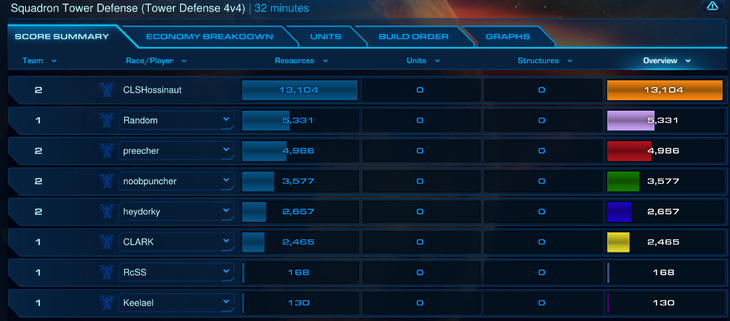 Squadron Tower Defense (Tower Defense 4v4) | 32 minutes
SCORE SUMMARY ECONOMY BREAKDOWN UNITS BUILD ORDER GRAPHS
Team Race/Player Resources Units Structures Overview
2 CLSHossinaut 13,104 0 0 13,104
1 Random 5,331 0 0 5,331
2 preecher 4,986 0 0 4,986
2 noobpuncher 3,577 0 0 3,577
2 heydorky 2,657 0 0 2,657
1 CLARK 2,465 0 0 2,465
1 RcSS 168 0 0 168
1 Keelael 130 0 0 130